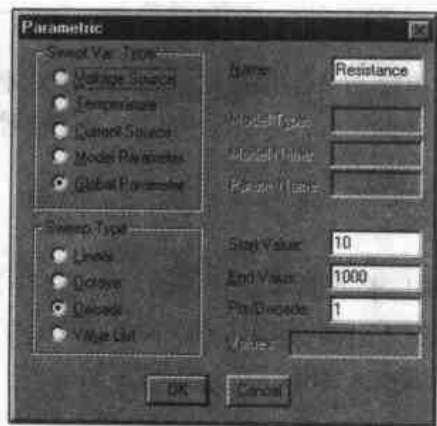 Parametric
Swept Var. Type
Voltage Source
Temperature
Current Source
Model Parameter
Global Parameter
Name: Resistance
Model Type:
Model Name:
Param. Name:
Sweep Type
Linear
Octave
Decade
Value List
Start Value: 10
End Value: 1000
Pts/Decade: 1
Values:
OK
Cancel